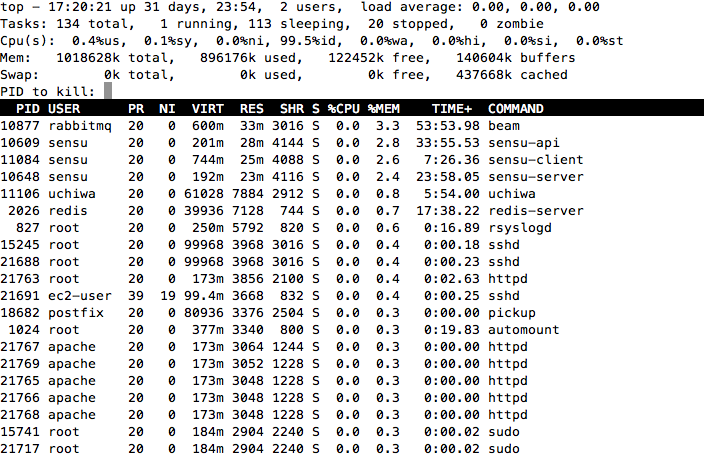 top - 17:20:21 up 31 days, 23:54,  2 users,  load average: 0.00, 0.00, 0.00
Tasks: 134 total,   1 running, 113 sleeping,  20 stopped,   0 zombie
Cpu(s):  0.4%us,  0.1%sy,  0.0%ni, 99.5%id,  0.0%wa,  0.0%hi,  0.0%si,  0.0%st
Mem:   1018628k total,   896176k used,   122452k free,   140604k buffers
Swap:        0k total,        0k used,        0k free,   437668k cached
PID to kill:
  PID USER      PR  NI  VIRT  RES  SHR S %CPU %MEM    TIME+  COMMAND
10877 rabbitmq  20   0  600m  33m 3016 S  0.0  3.3  53:53.98 beam
10609 sensu     20   0  201m  28m 4144 S  0.0  2.8  33:55.53 sensu-api
11084 sensu     20   0  744m  25m 4088 S  0.0  2.6   7:26.36 sensu-client
10648 sensu     20   0  192m  23m 4116 S  0.0  2.4  23:58.05 sensu-server
11106 uchiwa    20   0 61028 7884 2912 S  0.0  0.8   5:54.00 uchiwa
 2026 redis     20   0 39936 7128  744 S  0.0  0.7  17:38.22 redis-server
  827 root      20   0  250m 5792  820 S  0.0  0.6   0:16.89 rsyslogd
15245 root      20   0 99968 3968 3016 S  0.0  0.4   0:00.18 sshd
21688 root      20   0 99968 3968 3016 S  0.0  0.4   0:00.23 sshd
21763 root      20   0  173m 3856 2100 S  0.0  0.4   0:02.63 httpd
21691 ec2-user  39  19 99.4m 3668  832 S  0.0  0.4   0:00.25 sshd
18682 postfix   20   0 80936 3376 2504 S  0.0  0.3   0:00.00 pickup
 1024 root      20   0  377m 3340  800 S  0.0  0.3   0:19.83 automount
21767 apache    20   0  173m 3064 1244 S  0.0  0.3   0:00.00 httpd
21769 apache    20   0  173m 3052 1228 S  0.0  0.3   0:00.00 httpd
21765 apache    20   0  173m 3048 1228 S  0.0  0.3   0:00.00 httpd
21766 apache    20   0  173m 3048 1228 S  0.0  0.3   0:00.00 httpd
21768 apache    20   0  173m 3048 1228 S  0.0  0.3   0:00.00 httpd
15741 root      20   0  184m 2904 2240 S  0.0  0.3   0:00.02 sudo
21717 root      20   0  184m 2904 2240 S  0.0  0.3   0:00.02 sudo